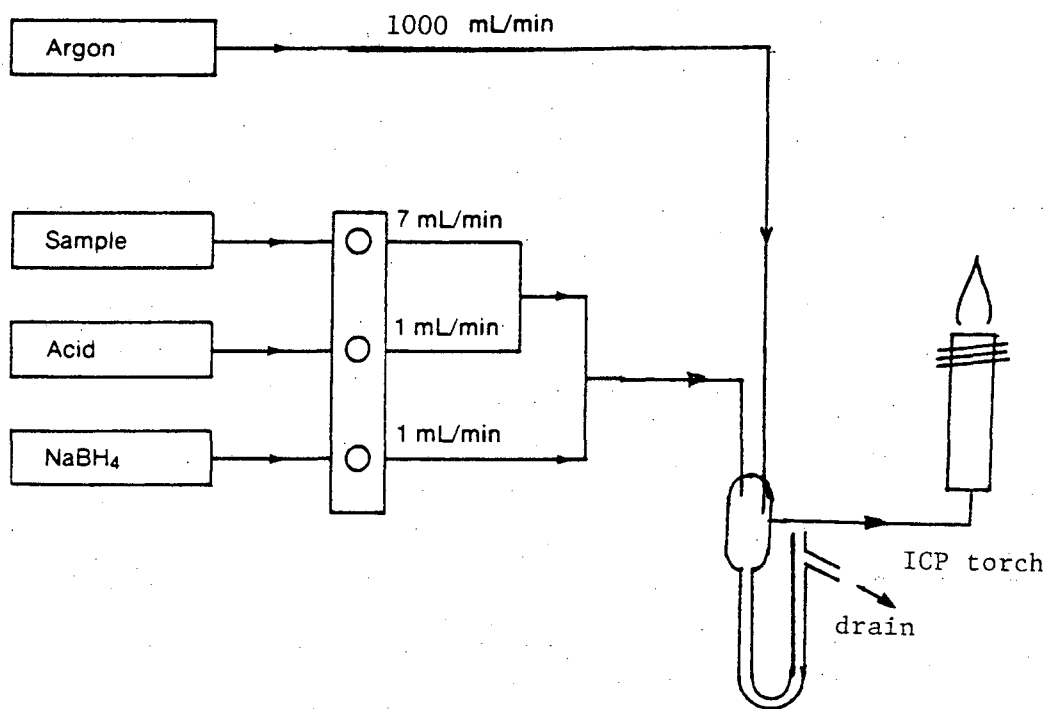 1000 mL/min
Argon
7 mL/min
Sample
1 mL/min
Acid
1 mL/min
NaBH₄
ICP torch
drain